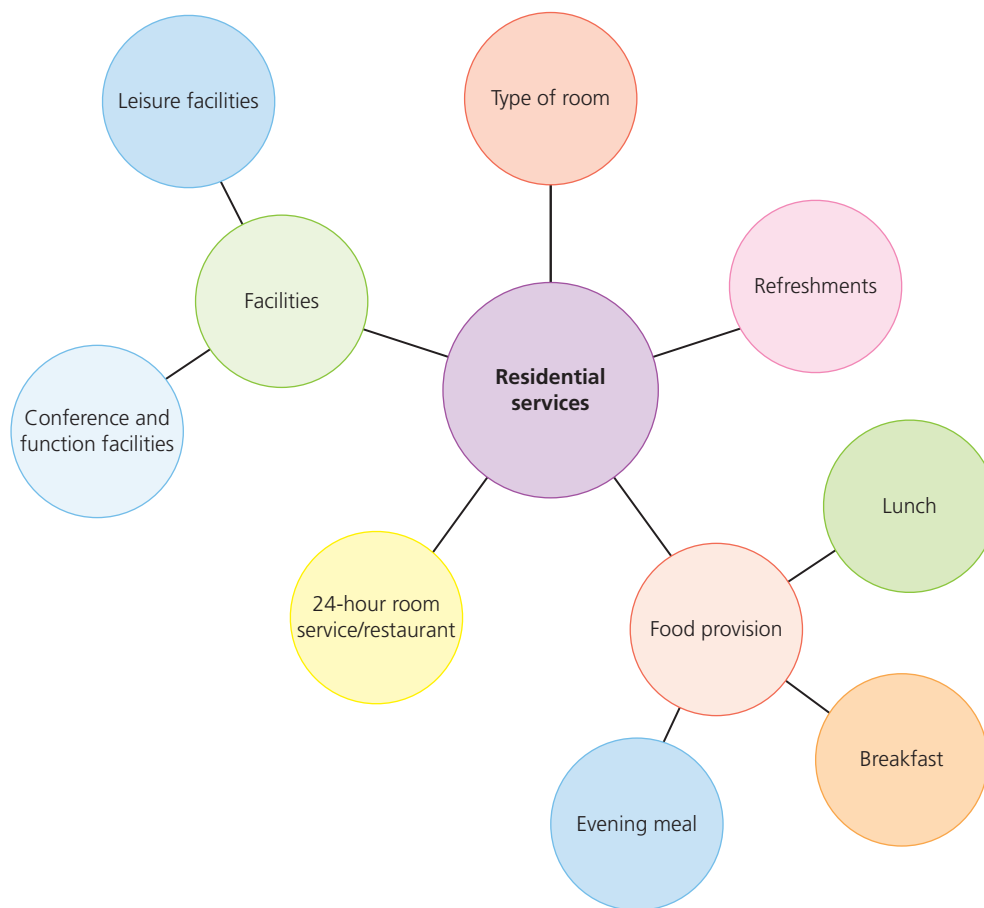 Type of room
Leisure facilities
Refreshments
Facilities
Residential
services
Conference and
function facilities
Lunch
24-hour room
service/restaurant
Food provision
Breakfast
Evening meal